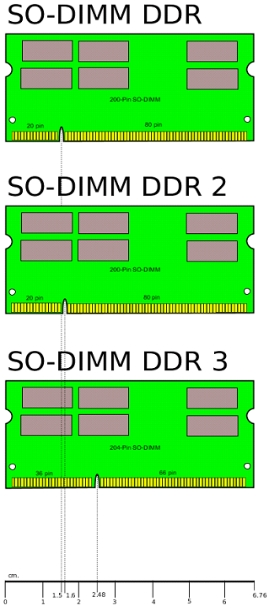 SO-DIMM DDR
200-Pin SO-DIMM
20 pin 80 pin
SO-DIMM DDR 2
200-Pin SO-DIMM
20 pin 80 pin
SO-DIMM DDR 3
204-Pin SO-DIMM
36 pin 66 pin
cm.
0 1 1.5 1.6 2 2.48 3 4 5 6 6.76